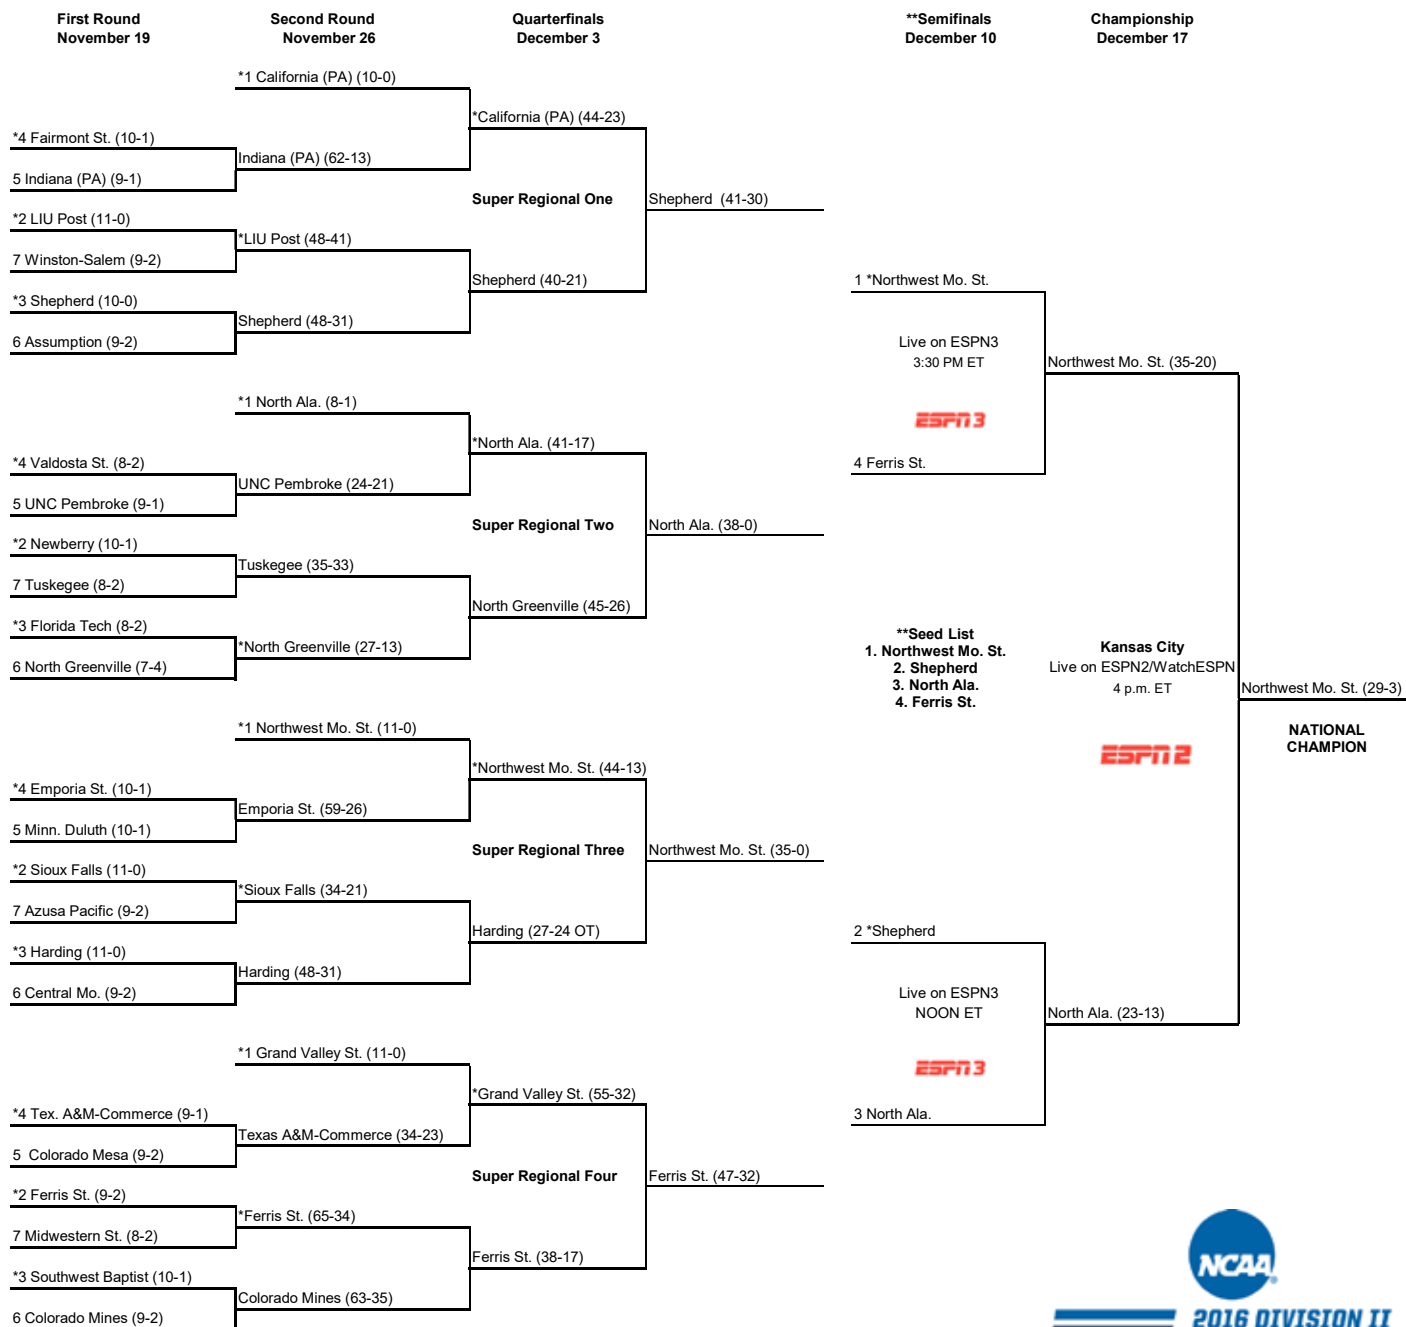 First Round
November 19
Second Round
November 26
Quarterfinals
December 3
**Semifinals
December 10
Championship
December 17
*1 California (PA) (10-0)
*California (PA) (44-23)
*4 Fairmont St. (10-1)
Indiana (PA) (62-13)
5 Indiana (PA) (9-1)
Super Regional One
Shepherd (41-30)
*2 LIU Post (11-0)
*LIU Post (48-41)
7 Winston-Salem (9-2)
Shepherd (40-21)
*3 Shepherd (10-0)
Shepherd (48-31)
6 Assumption (9-2)
1 *Northwest Mo. St.
Live on ESPN3
3:30 PM ET
Northwest Mo. St. (35-20)
ESPN 3
4 Ferris St.
*1 North Ala. (8-1)
*North Ala. (41-17)
*4 Valdosta St. (8-2)
UNC Pembroke (24-21)
5 UNC Pembroke (9-1)
Super Regional Two
North Ala. (38-0)
*2 Newberry (10-1)
Tuskegee (35-33)
7 Tuskegee (8-2)
North Greenville (45-26)
*3 Florida Tech (8-2)
*North Greenville (27-13)
6 North Greenville (7-4)
**Seed List
1. Northwest Mo. St.
2. Shepherd
3. North Ala.
4. Ferris St.
Kansas City
Live on ESPN2/WatchESPN
4 p.m. ET
ESPN 2
Northwest Mo. St. (29-3)
NATIONAL
CHAMPION
*1 Northwest Mo. St. (11-0)
*Northwest Mo. St. (44-13)
*4 Emporia St. (10-1)
Emporia St. (59-26)
5 Minn. Duluth (10-1)
Super Regional Three
Northwest Mo. St. (35-0)
*2 Sioux Falls (11-0)
*Sioux Falls (34-21)
7 Azusa Pacific (9-2)
Harding (27-24 OT)
*3 Harding (11-0)
Harding (48-31)
6 Central Mo. (9-2)
2 *Shepherd
Live on ESPN3
NOON ET
North Ala. (23-13)
ESPN 3
3 North Ala.
*1 Grand Valley St. (11-0)
*Grand Valley St. (55-32)
*4 Tex. A&M-Commerce (9-1)
Texas A&M-Commerce (34-23)
5 Colorado Mesa (9-2)
Super Regional Four
Ferris St. (47-32)
*2 Ferris St. (9-2)
*Ferris St. (65-34)
7 Midwestern St. (8-2)
Ferris St. (38-17)
*3 Southwest Baptist (10-1)
Colorado Mines (63-35)
6 Colorado Mines (9-2)
NCAA
2016 DIVISION II